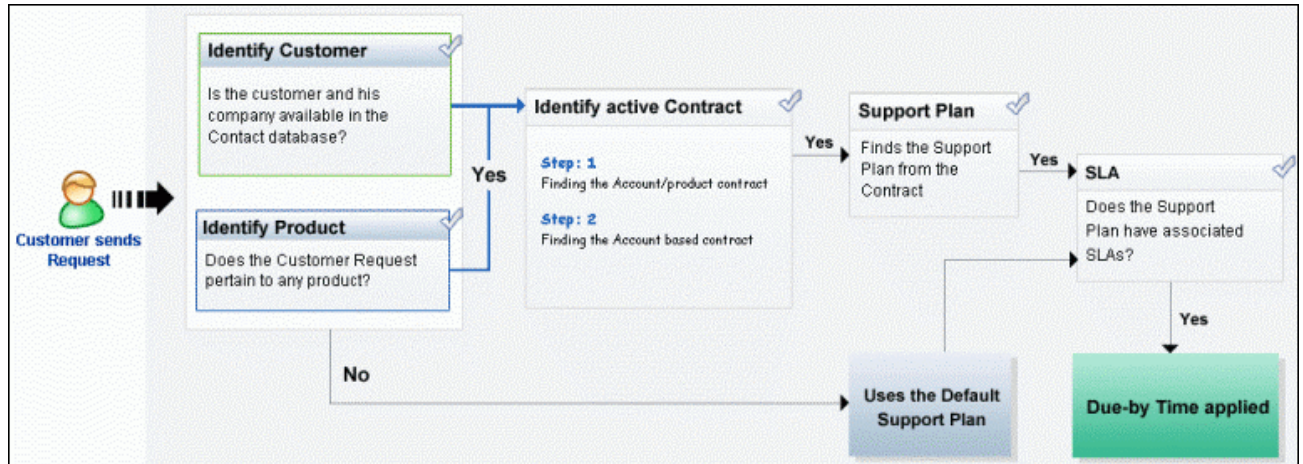 Customer sends
Request
Identify Customer
Is the customer and his
company available in the
Contact database?
Identify Product
Does the Customer Request
pertain to any product?
Yes
No
Identify active Contract
Step: 1
Finding the Account/product contract
Step: 2
Finding the Account based contract
Yes
Support Plan
Finds the Support
Plan from the
Contract
Yes
SLA
Does the Support
Plan have associated
SLAs?
Yes
Uses the Default
Support Plan
Due-by Time applied